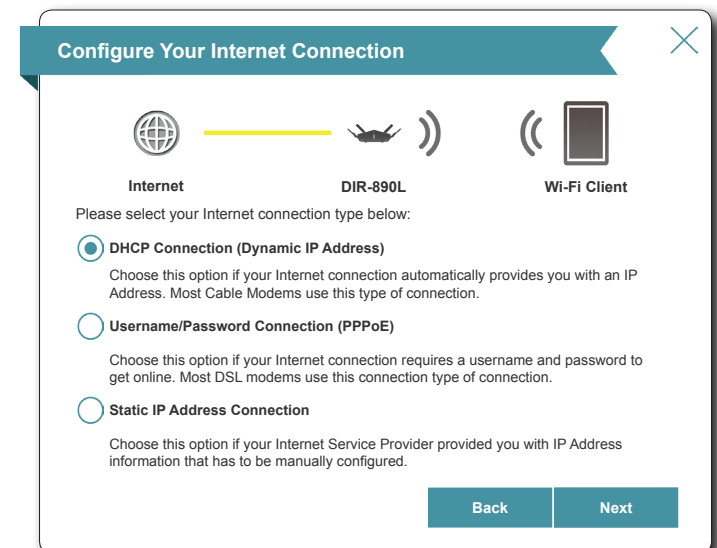 Configure Your Internet Connection
Internet
DIR-890L
Wi-Fi Client
Please select your Internet connection type below:
DHCP Connection (Dynamic IP Address)
Choose this option if your Internet connection automatically provides you with an IP
Address. Most Cable Modems use this type of connection.
Username/Password Connection (PPPoE)
Choose this option if your Internet connection requires a username and password to
get online. Most DSL modems use this connection type of connection.
Static IP Address Connection
Choose this option if your Internet Service Provider provided you with IP Address
information that has to be manually configured.
Back
Next